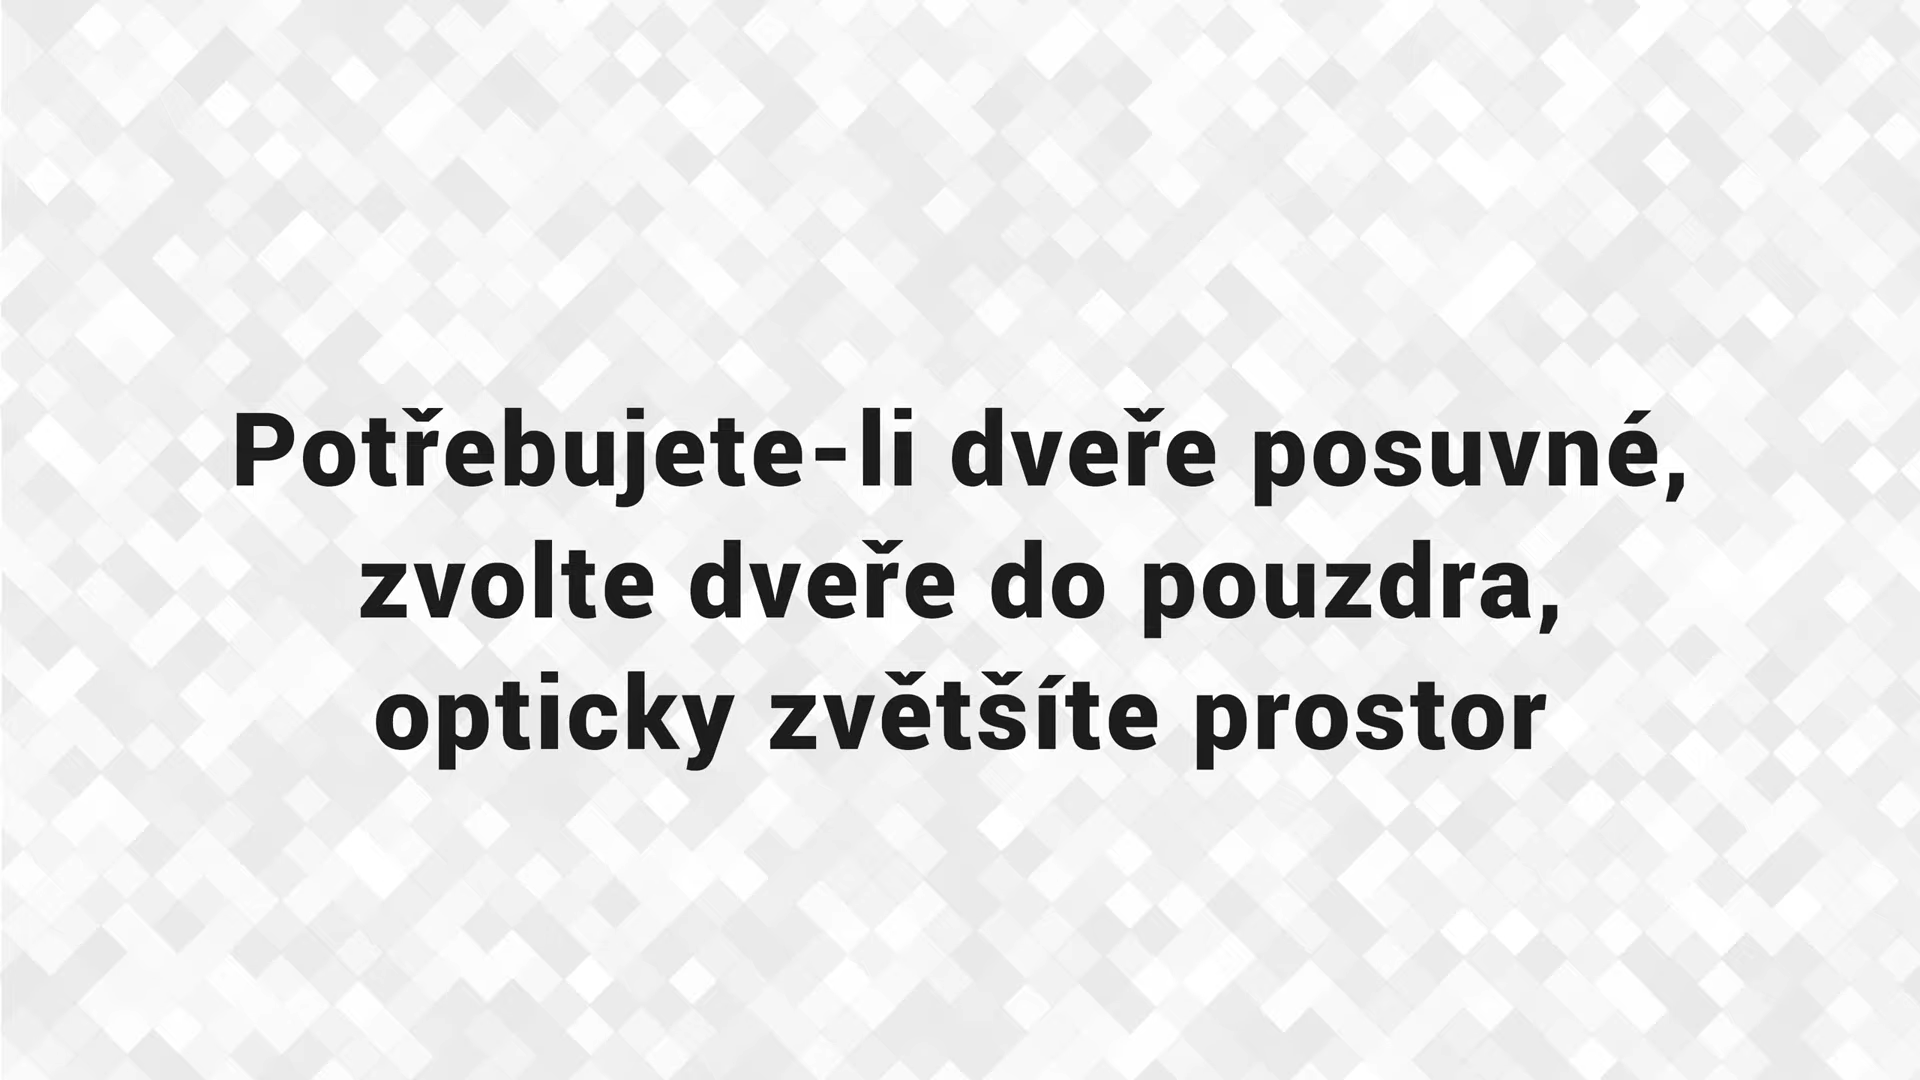 Potřebujete-li dveře posuvné,
zvolte dveře do pouzdra,
opticky zvětšíte prostor